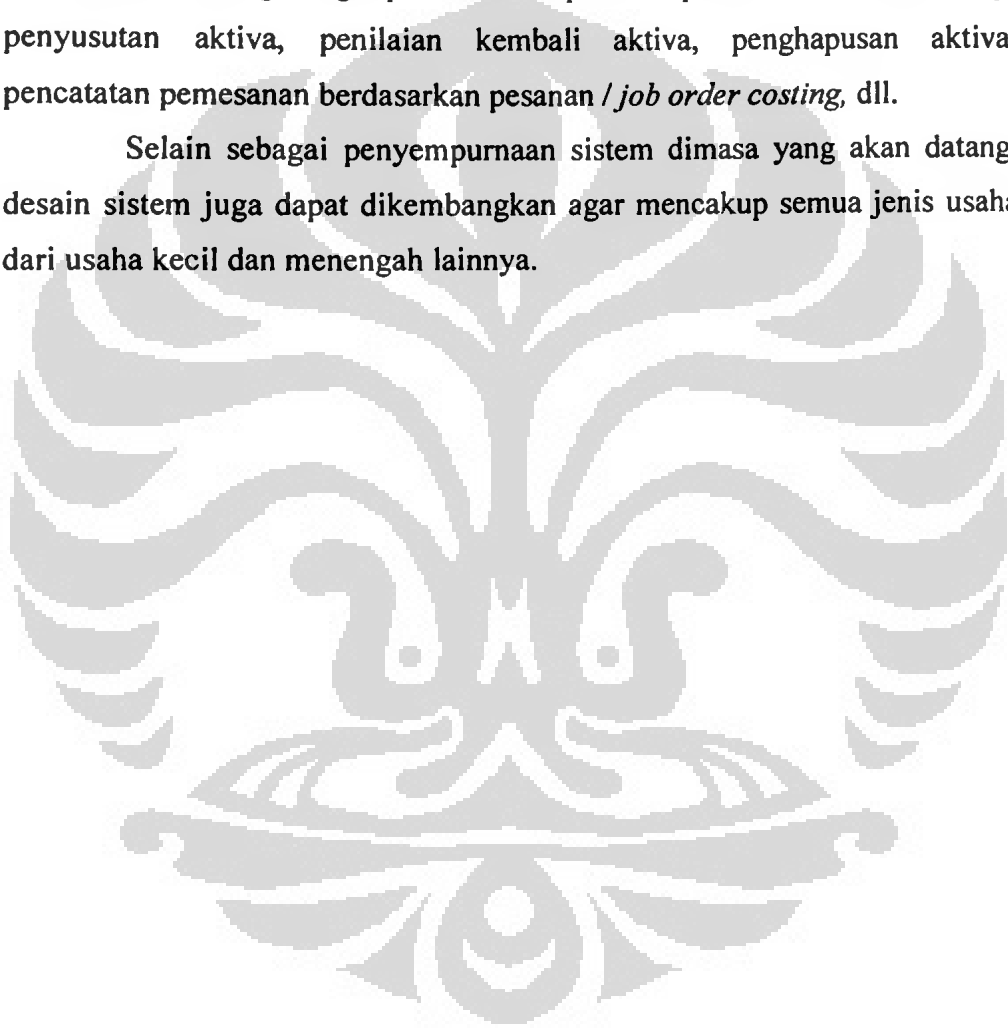 penyusutan aktiva, penilaian kembali aktiva, penghapusan aktiva
pencatatan pemesanan berdasarkan pesanan / job order costing, dll.
Selain sebagai penyempurnaan sistem dimasa yang akan datang
desain sistem juga dapat dikembangkan agar mencakup semua jenis usaha
dari usaha kecil dan menengah lainnya.